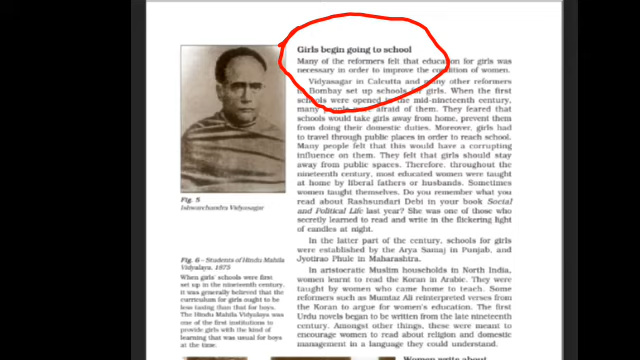 Girls begin going to school
Many of the reformers felt that education for girls was
necessary in order to improve the condition of women.
Vidyasagar in Calcutta and many other reformers
in Bombay set up schools for girls. When the first
schools were opened in the mid-nineteenth century,
many people were afraid of them. They feared that
schools would take girls away from home, prevent them
from doing their domestic duties. Moreover, girls had
to travel through public places in order to reach school.
Many people felt that this would have a corrupting
influence on them. They felt that girls should stay
away from public spaces. Therefore, throughout the
nineteenth century, most educated women were taught
at home by liberal fathers or husbands. Sometimes
women taught themselves. Do you remember what you
read about Rashsundari Debi in your book Social
and Political Life last year? She was one of those who
secretly learned to read and write in the flickering light
of candles at night.
In the latter part of the century, schools for girls
were established by the Arya Samaj in Punjab, and
Jyotirao Phule in Maharashtra.
In aristocratic Muslim households in North India,
women learnt to read the Koran in Arabic. They were
taught by women who came home to teach. Some
reformers such as Mumtaz Ali reinterpreted verses from
the Koran to argue for women's education. The first
Urdu novels began to be written from the late nineteenth
century. Amongst other things, these were meant to
encourage women to read about religion and domestic
management in a language they could understand.
Women write about
Fig. 5
Ishwarchandra Vidyasagar
Fig. 6 – Students of Hindu Mahila
Vidyalaya, 1875
When girls' schools were first
set up in the nineteenth century,
it was generally believed that the
curriculum for girls ought to be
less taxing than that for boys.
The Hindu Mahila Vidyalaya was
one of the first institutions to
provide girls with the kind of
learning that was usual for boys
at the time.